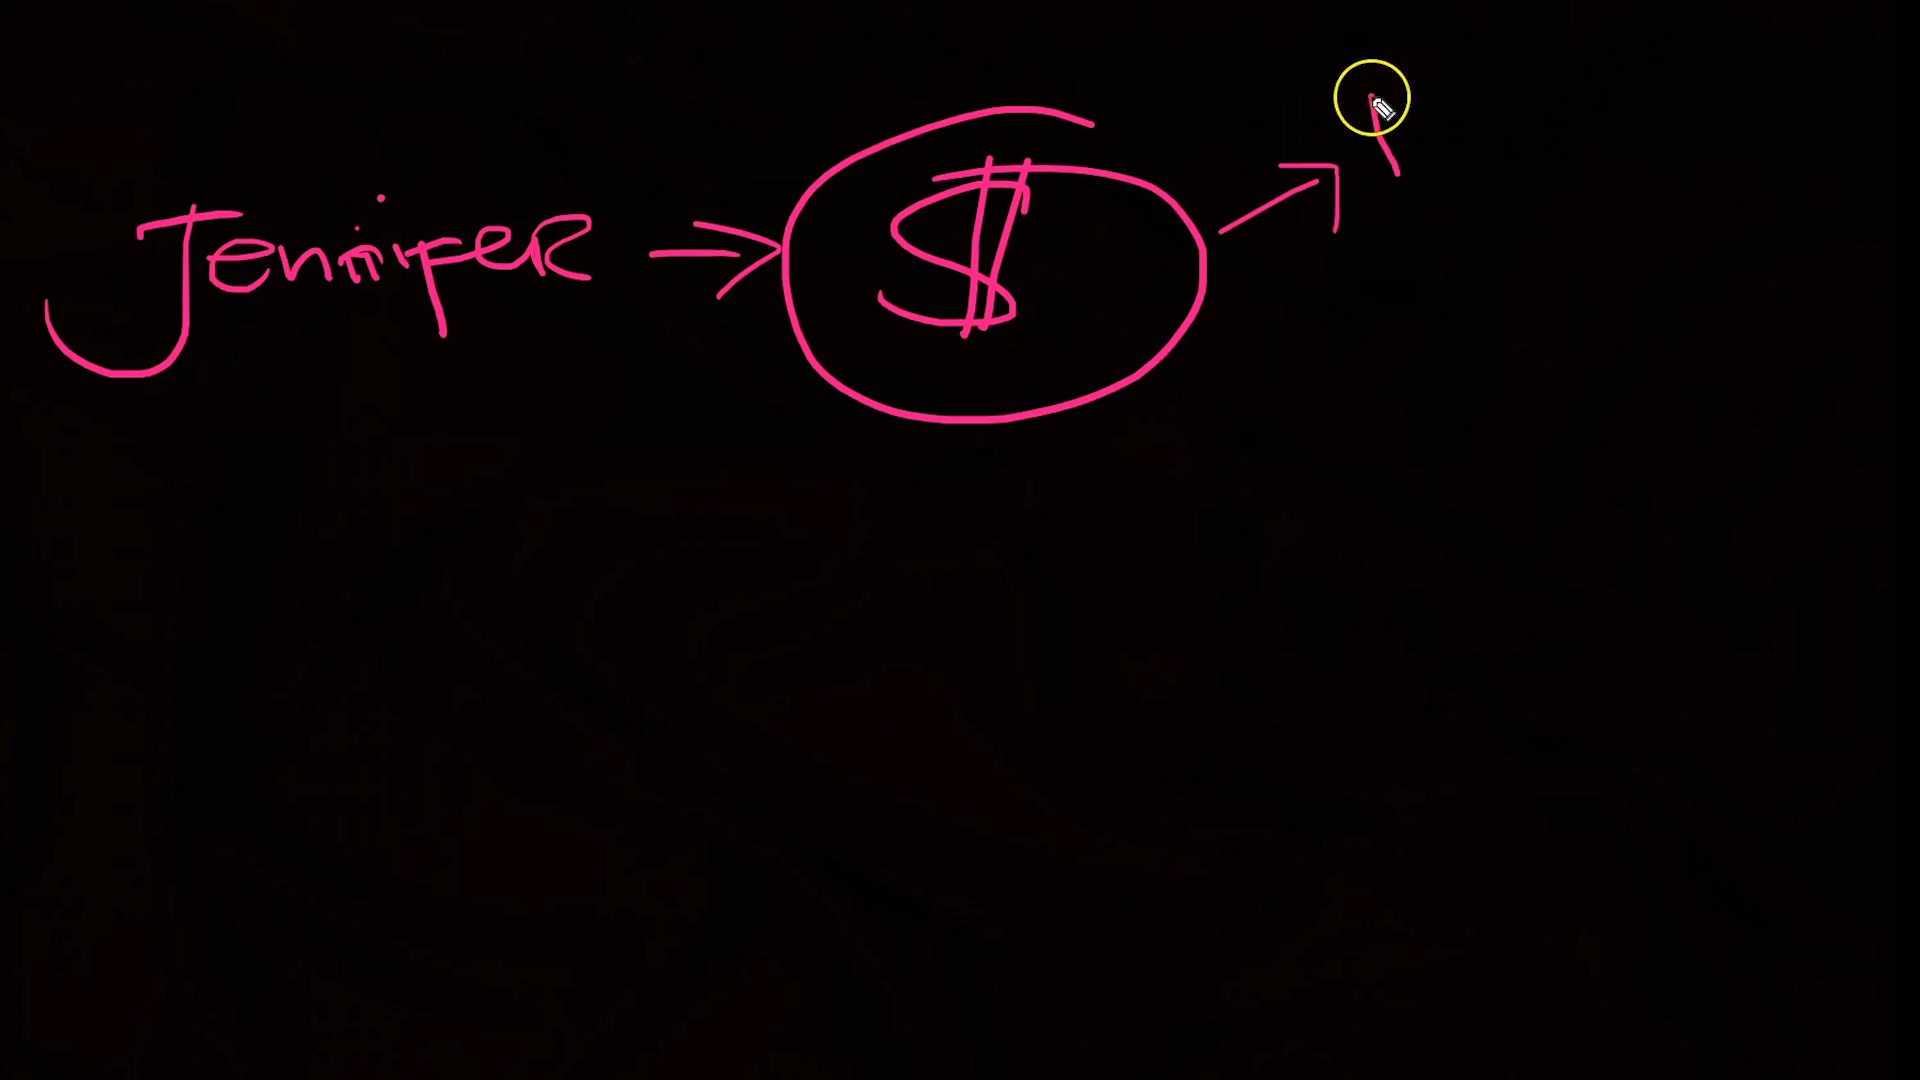 Jennifer → $